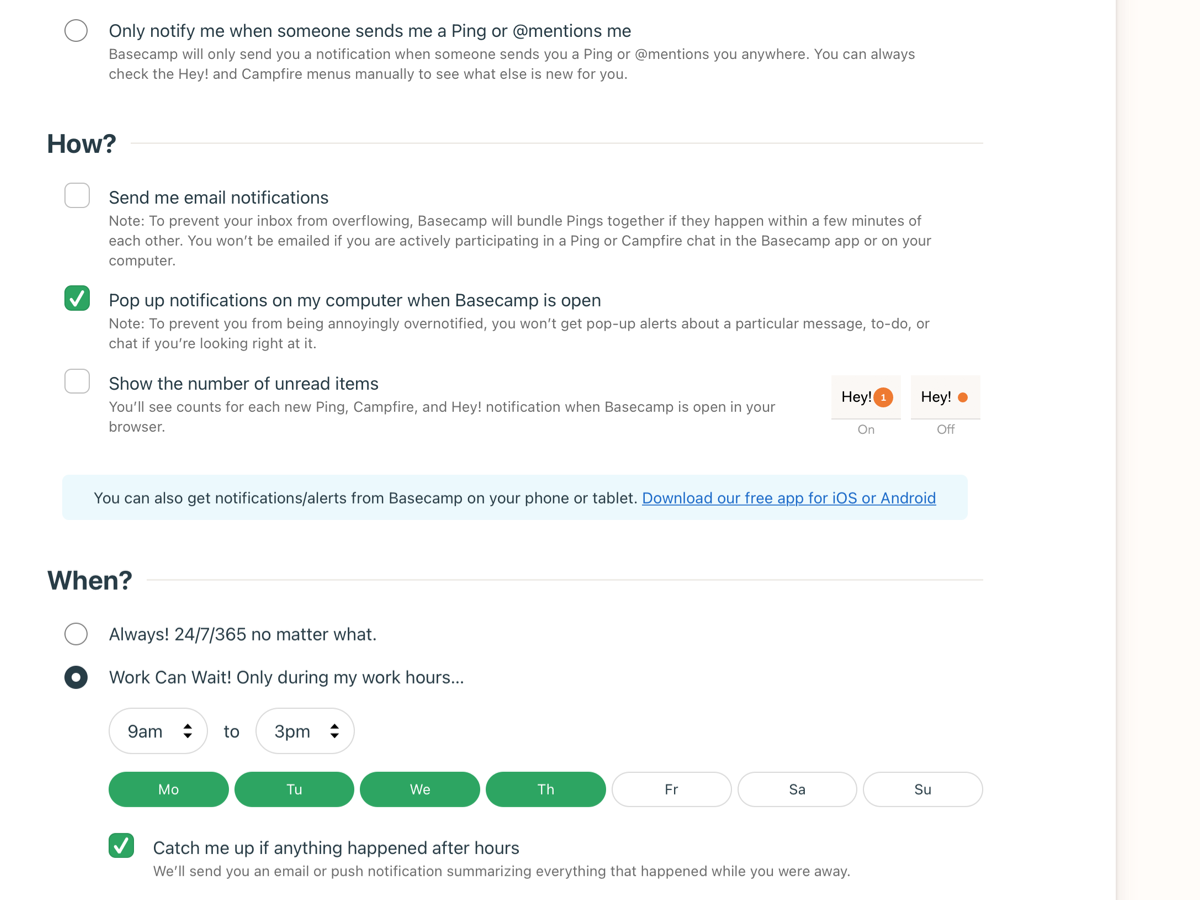 Only notify me when someone sends me a Ping or @mentions me
Basecamp will only send you a notification when someone sends you a Ping or @mentions you anywhere. You can always
check the Hey! and Campfire menus manually to see what else is new for you.
How?
Send me email notifications
Note: To prevent your inbox from overflowing, Basecamp will bundle Pings together if they happen within a few minutes of
each other. You won’t be emailed if you are actively participating in a Ping or Campfire chat in the Basecamp app or on your
computer.
Pop up notifications on my computer when Basecamp is open
Note: To prevent you from being annoyingly overnotified, you won’t get pop-up alerts about a particular message, to-do, or
chat if you’re looking right at it.
Show the number of unread items
You’ll see counts for each new Ping, Campfire, and Hey! notification when Basecamp is open in your
browser.
Hey! 1 Hey!
On Off
You can also get notifications/alerts from Basecamp on your phone or tablet. Download our free app for iOS or Android
When?
Always! 24/7/365 no matter what.
Work Can Wait! Only during my work hours...
9am to 3pm
Mo Tu We Th Fr Sa Su
Catch me up if anything happened after hours
We’ll send you an email or push notification summarizing everything that happened while you were away.